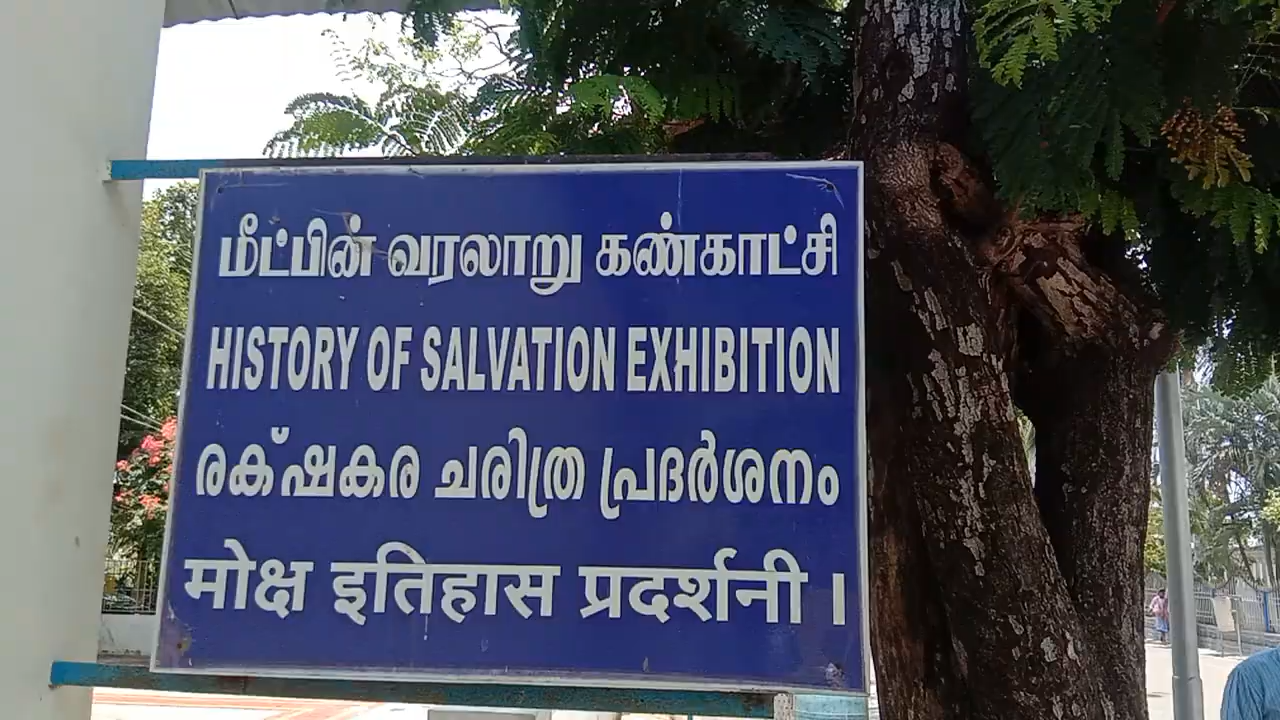 மீட்பின் வரலாறு கண்காட்சி
HISTORY OF SALVATION EXHIBITION
രക്ഷകര ചരിത്ര പ്രദർശനം
मोक्ष इतिहास प्रदर्शनी ।